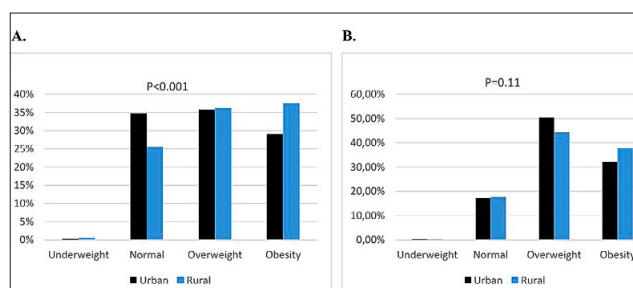 A.
P<0.001
40%
35%
30%
25%
20%
15%
10%
5%
0%
Underweight Normal Overweight Obesity
■ Urban ■ Rural
B.
P=0.11
60,00%
50,00%
40,00%
30,00%
20,00%
10,00%
0,00%
Underweight Normal Overweight Obesity
■ Urban ■ Rural